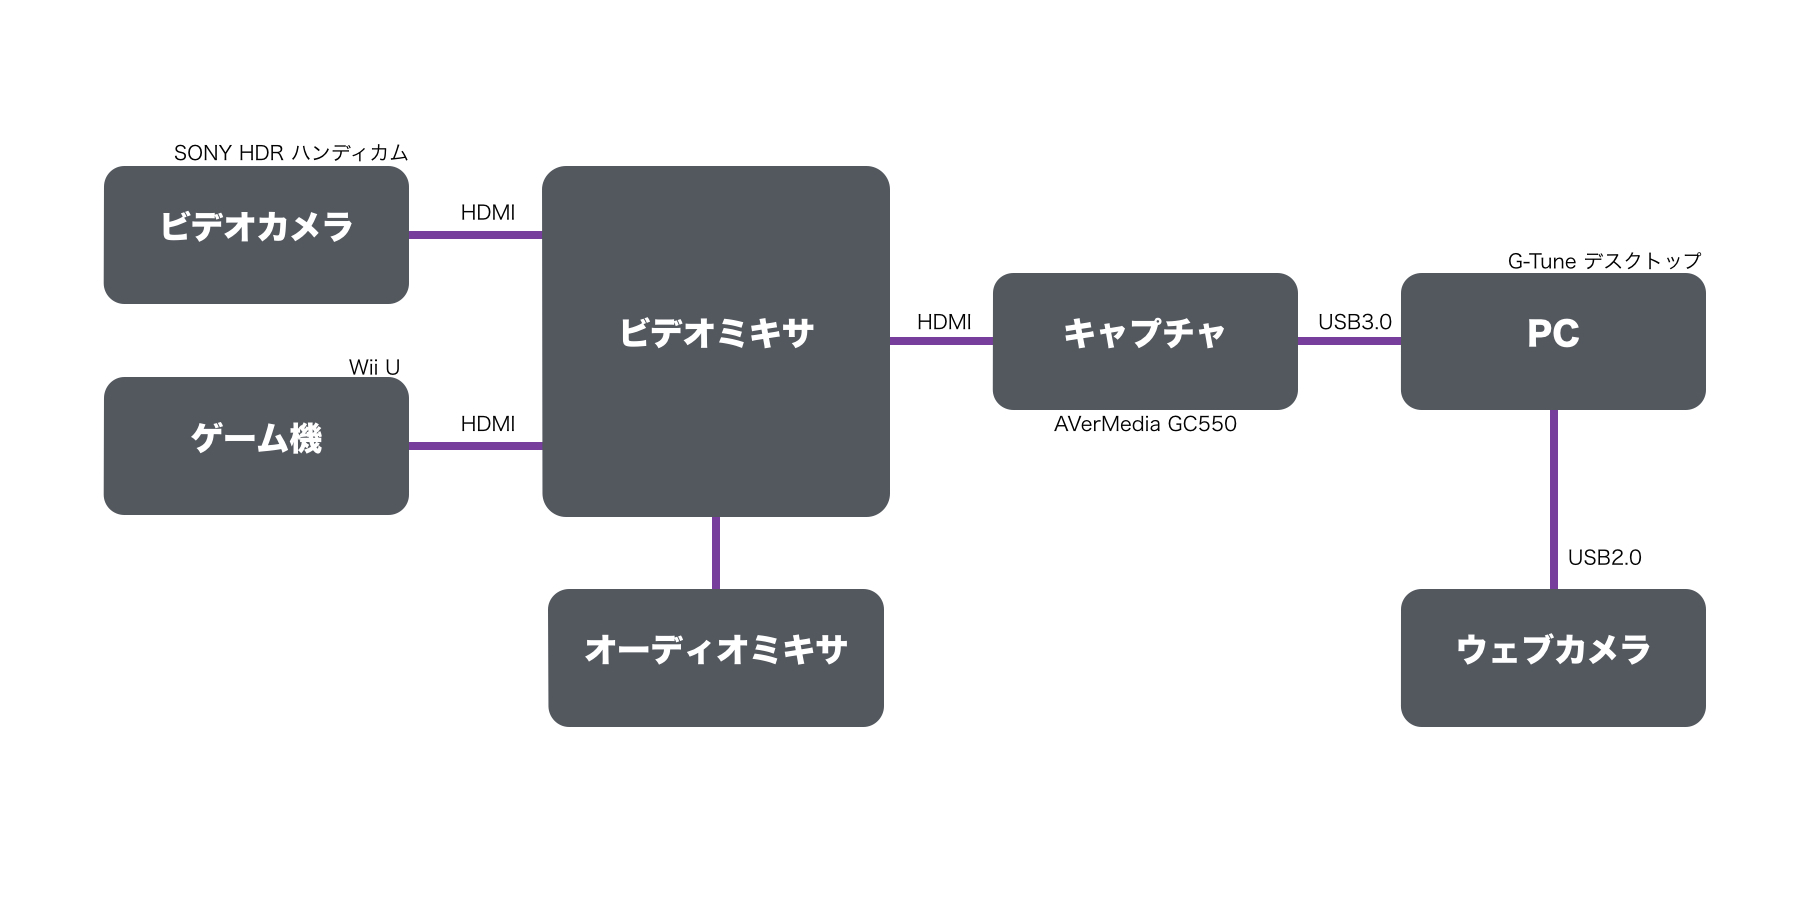 SONY HDR ハンディカム
ビデオカメラ
HDMI
Wii U
ゲーム機
HDMI
ビデオミキサ
オーディオミキサ
HDMI
キャプチャ
AVerMedia GC550
USB3.0
G-Tune デスクトップ
PC
USB2.0
ウェブカメラ